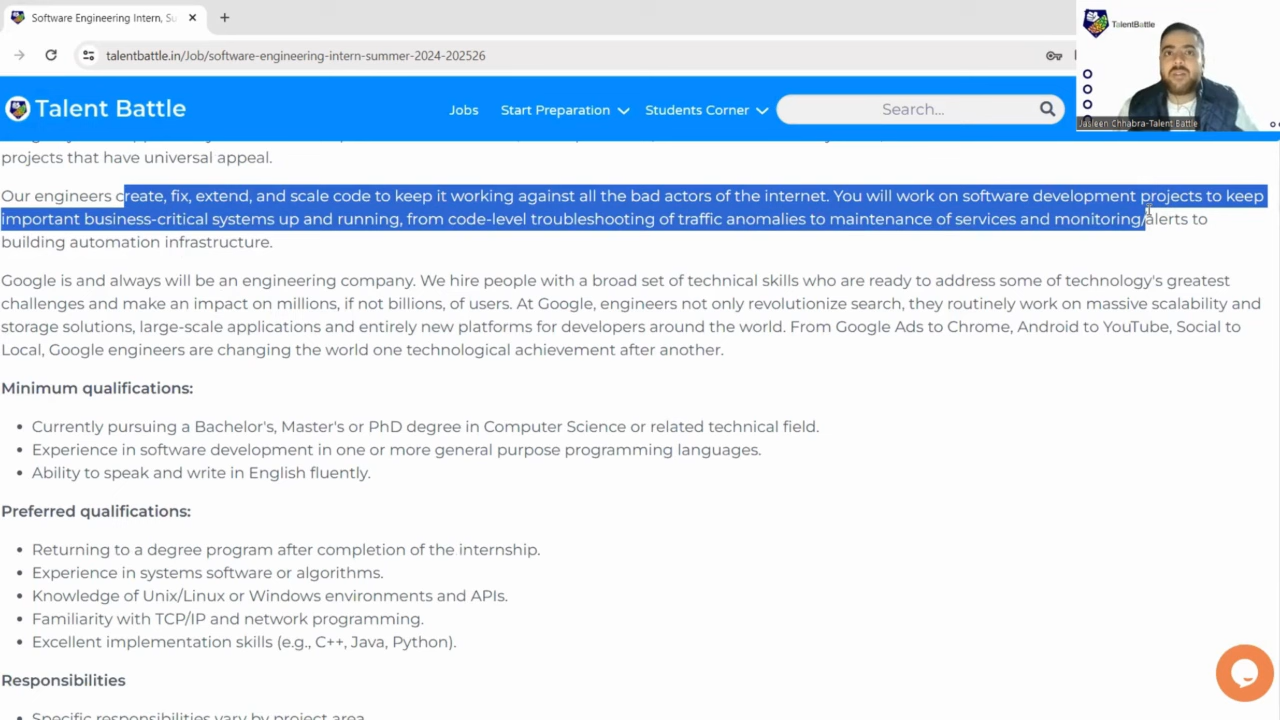 Software Engineering Intern, Su
talentbattle.in/Job/software-engineering-intern-summer-2024-202526
TalentBattle
Jasleen Chhabra-Talent Battle
Talent Battle
Jobs
Start Preparation
Students Corner
Search...
projects that have universal appeal.
Our engineers create, fix, extend, and scale code to keep it working against all the bad actors of the internet. You will work on software development projects to keep
important business-critical systems up and running, from code-level troubleshooting of traffic anomalies to maintenance of services and monitoring/alerts to
building automation infrastructure.
Google is and always will be an engineering company. We hire people with a broad set of technical skills who are ready to address some of technology's greatest
challenges and make an impact on millions, if not billions, of users. At Google, engineers not only revolutionize search, they routinely work on massive scalability and
storage solutions, large-scale applications and entirely new platforms for developers around the world. From Google Ads to Chrome, Android to YouTube, Social to
Local, Google engineers are changing the world one technological achievement after another.
Minimum qualifications:
• Currently pursuing a Bachelor's, Master's or PhD degree in Computer Science or related technical field.
• Experience in software development in one or more general purpose programming languages.
• Ability to speak and write in English fluently.
Preferred qualifications:
• Returning to a degree program after completion of the internship.
• Experience in systems software or algorithms.
• Knowledge of Unix/Linux or Windows environments and APIs.
• Familiarity with TCP/IP and network programming.
• Excellent implementation skills (e.g., C++, Java, Python).
Responsibilities
• Specific responsibilities vary by project area